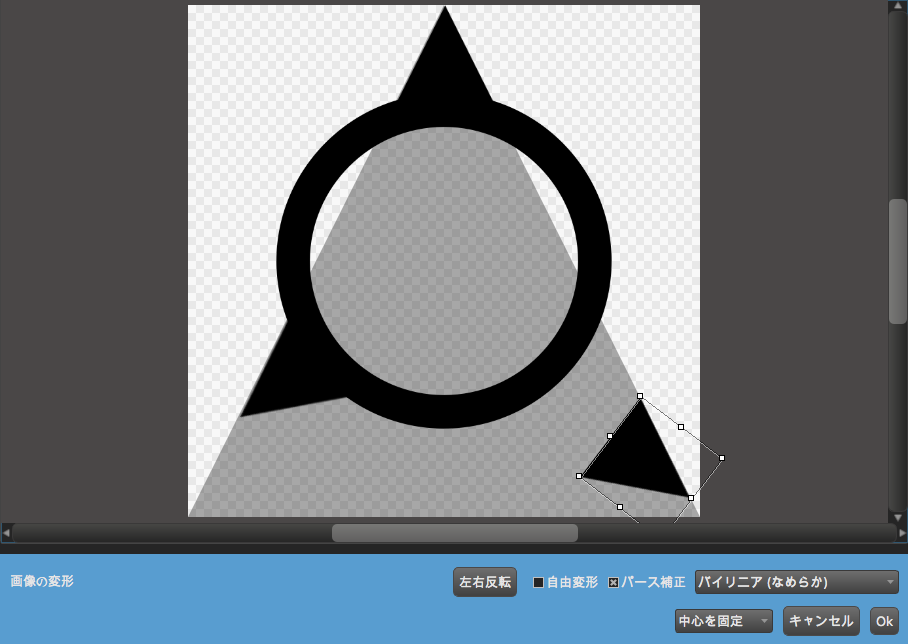 画像の変形
左右反転
自由変形
パース補正
バイリニア (なめらか)
中心を固定
キャンセル
Ok